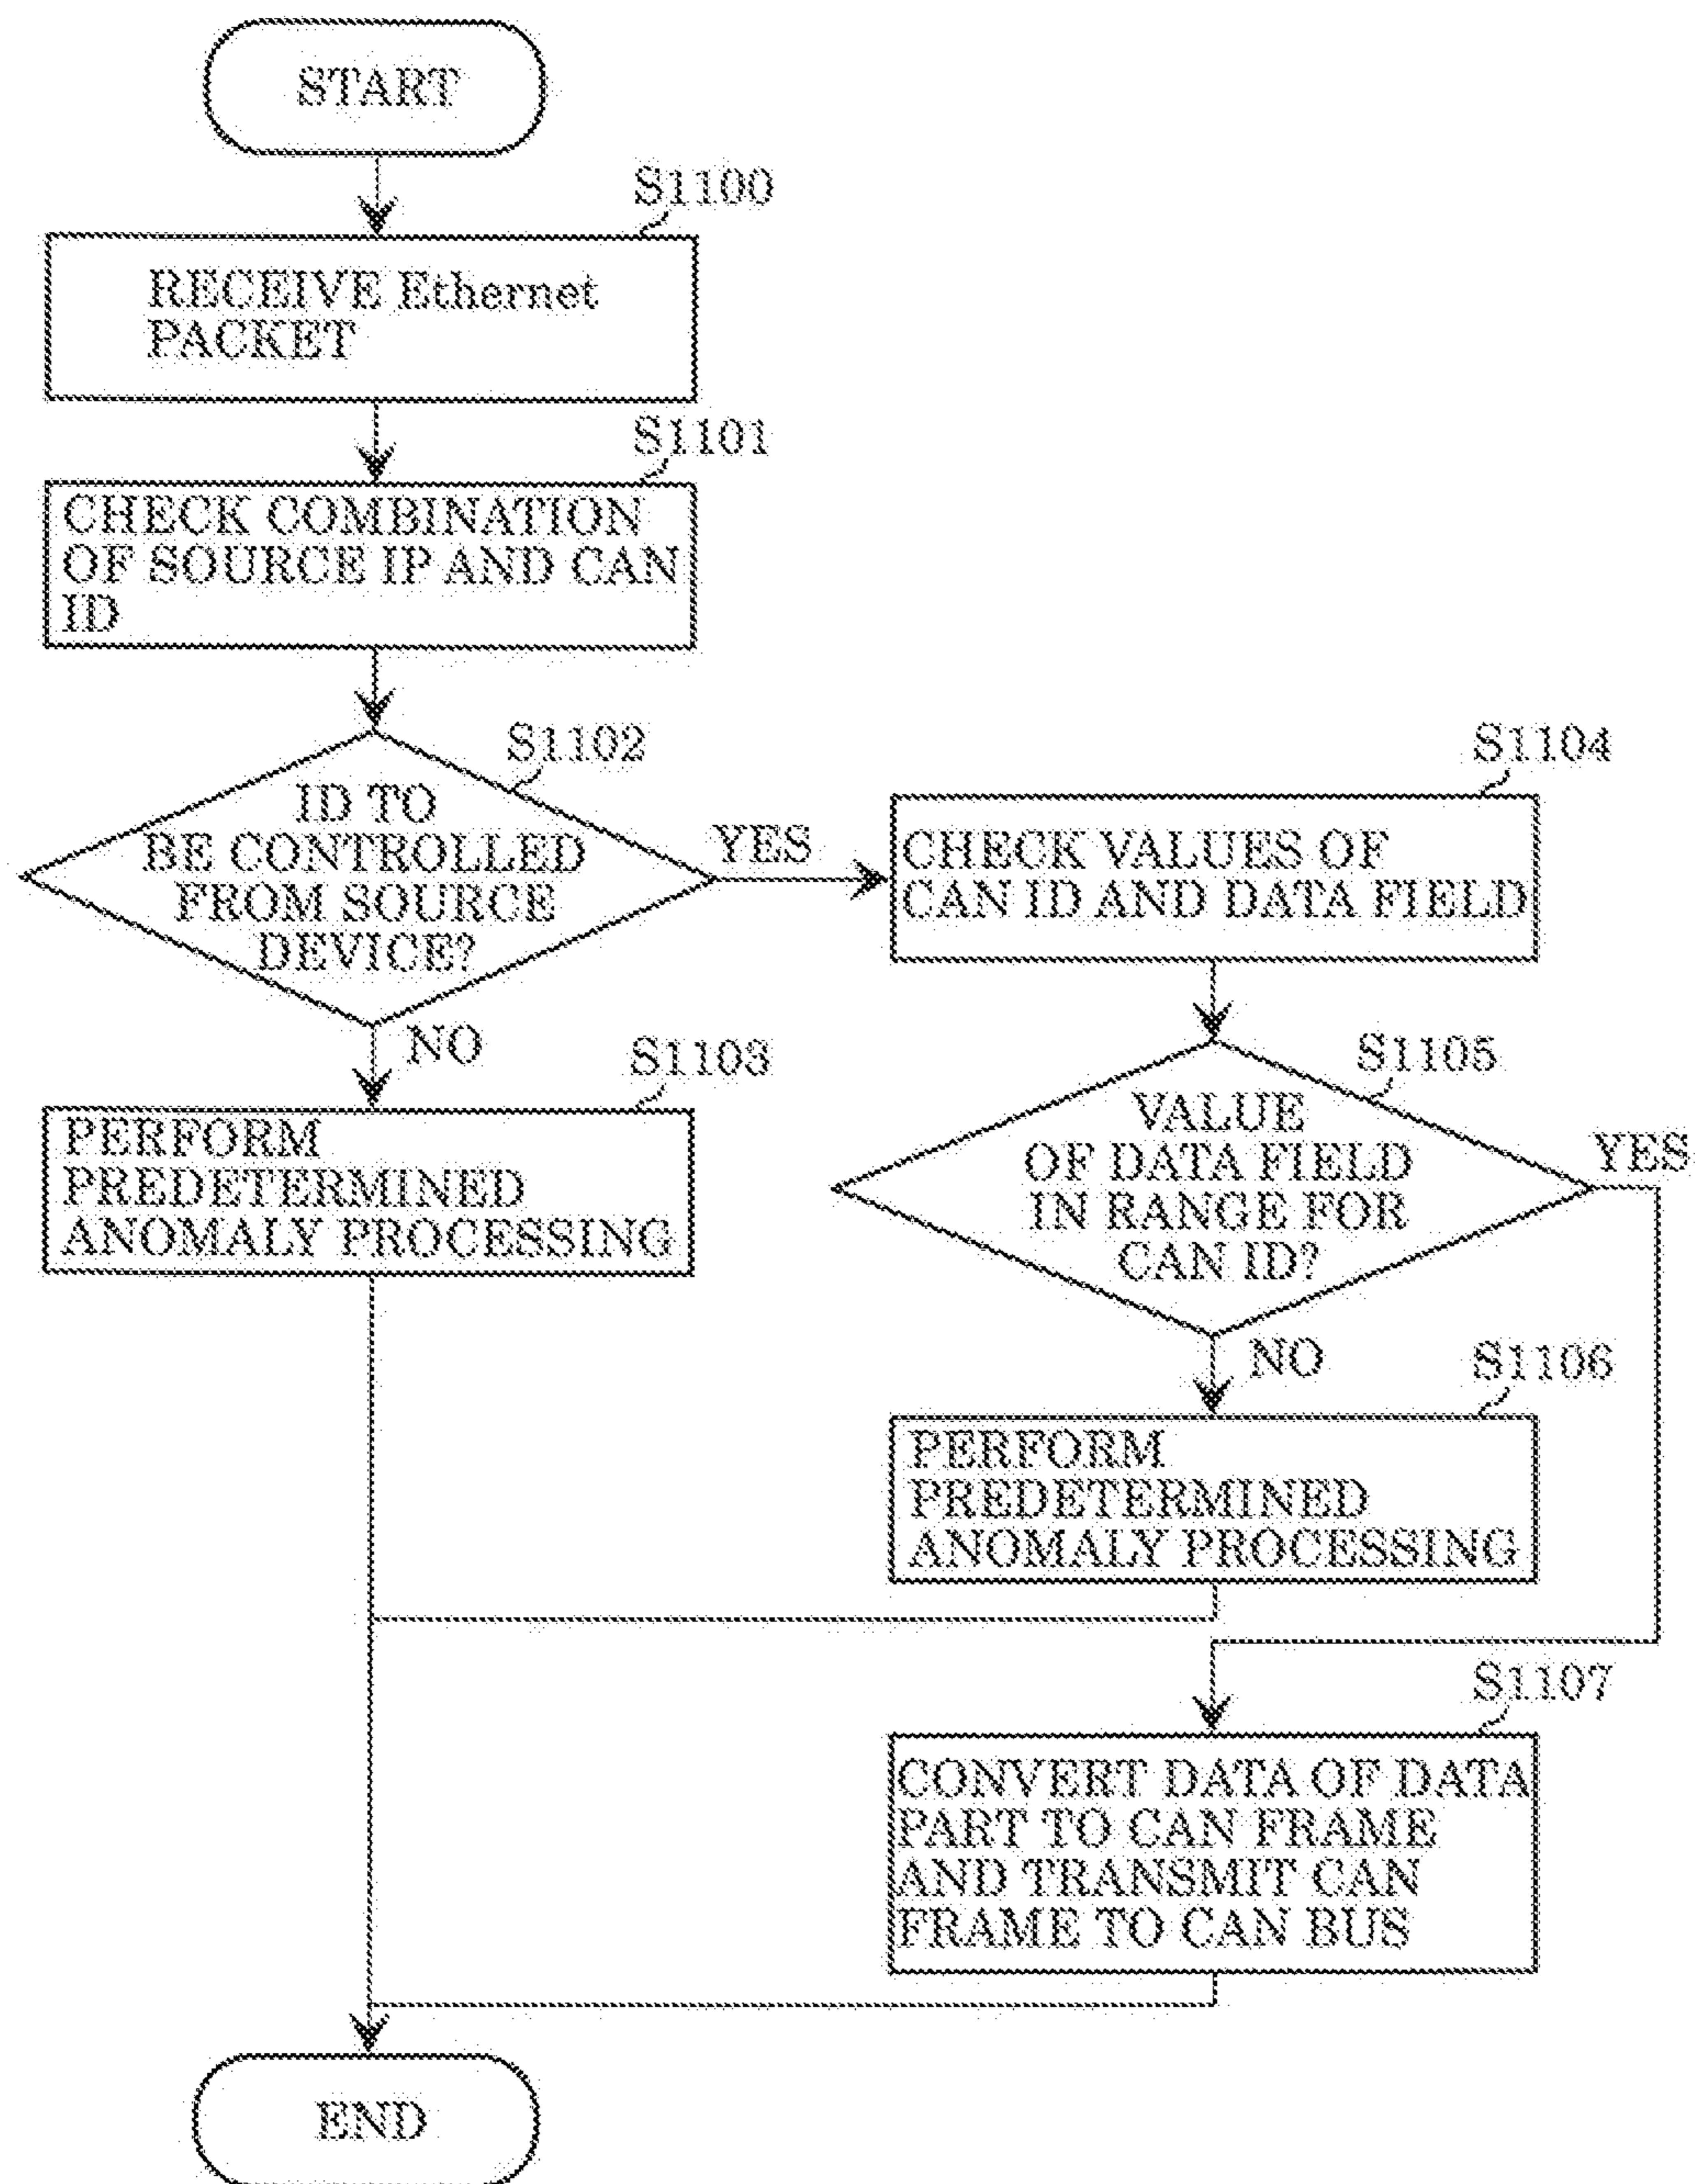 START
S1100
RECEIVE Ethernet
PACKET
S1101
CHECK COMBINATION
OF SOURCE IP AND CAN
ID
S1102
ID TO
BE CONTROLLED
FROM SOURCE
DEVICE?
YES
NO
S1103
PERFORM
PREDETERMINED
ANOMALY PROCESSING
S1104
CHECK VALUES OF
CAN ID AND DATA FIELD
S1105
VALUE
OF DATA FIELD
IN RANGE FOR
CAN ID?
YES
NO
S1106
PERFORM
PREDETERMINED
ANOMALY PROCESSING
S1107
CONVERT DATA OF DATA
PART TO CAN FRAME
AND TRANSMIT CAN
FRAME TO CAN BUS
END